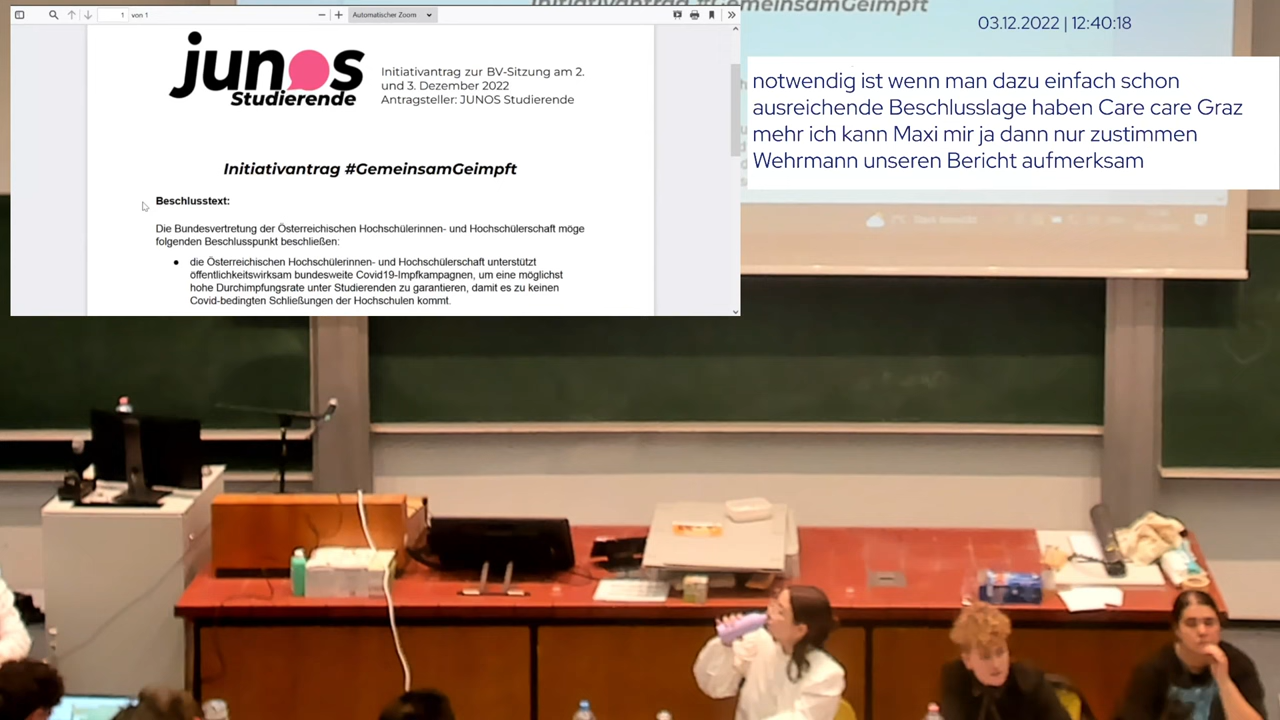 1 von 1
Automatischer Zoom
junos
Studierende
Initiativantrag zur BV-Sitzung am 2.
und 3. Dezember 2022
Antragsteller: JUNOS Studierende
Initiativantrag #GemeinsamGeimpft
Beschlusstext:
Die Bundesvertretung der Österreichischen Hochschülerinnen- und Hochschülerschaft möge
folgenden Beschlusspunkt beschließen:
● die Österreichischen Hochschülerinnen- und Hochschülerschaft unterstützt
öffentlichkeitswirksam bundesweite Covid19-Impfkampagnen, um eine möglichst
hohe Durchimpfungsrate unter Studierenden zu garantieren, damit es zu keinen
Covid-bedingten Schließungen der Hochschulen kommt.
Initiativantrag #GemeinsamGeimpft
03.12.2022 | 12:40:18
notwendig ist wenn man dazu einfach schon
ausreichende Beschlusslage haben Care care Graz
mehr ich kann Maxi mir ja dann nur zustimmen
Wehrmann unseren Bericht aufmerksam